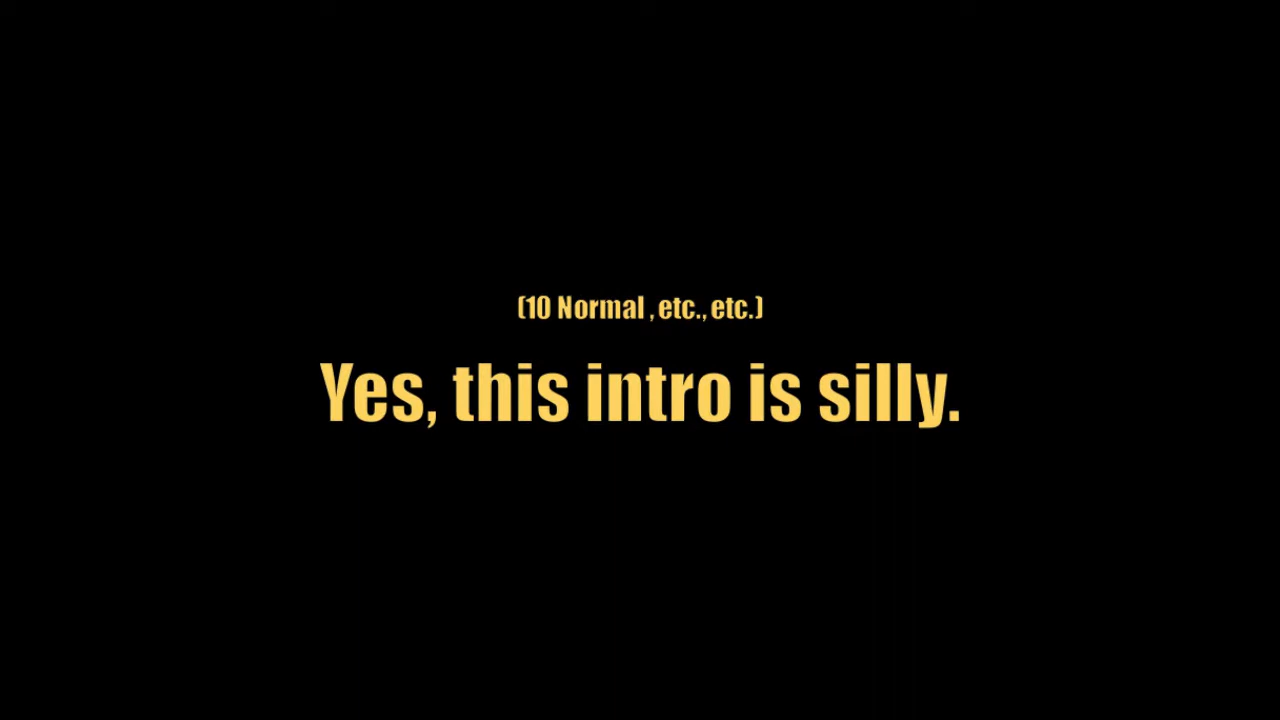 (10 Normal , etc., etc.)
Yes, this intro is silly.